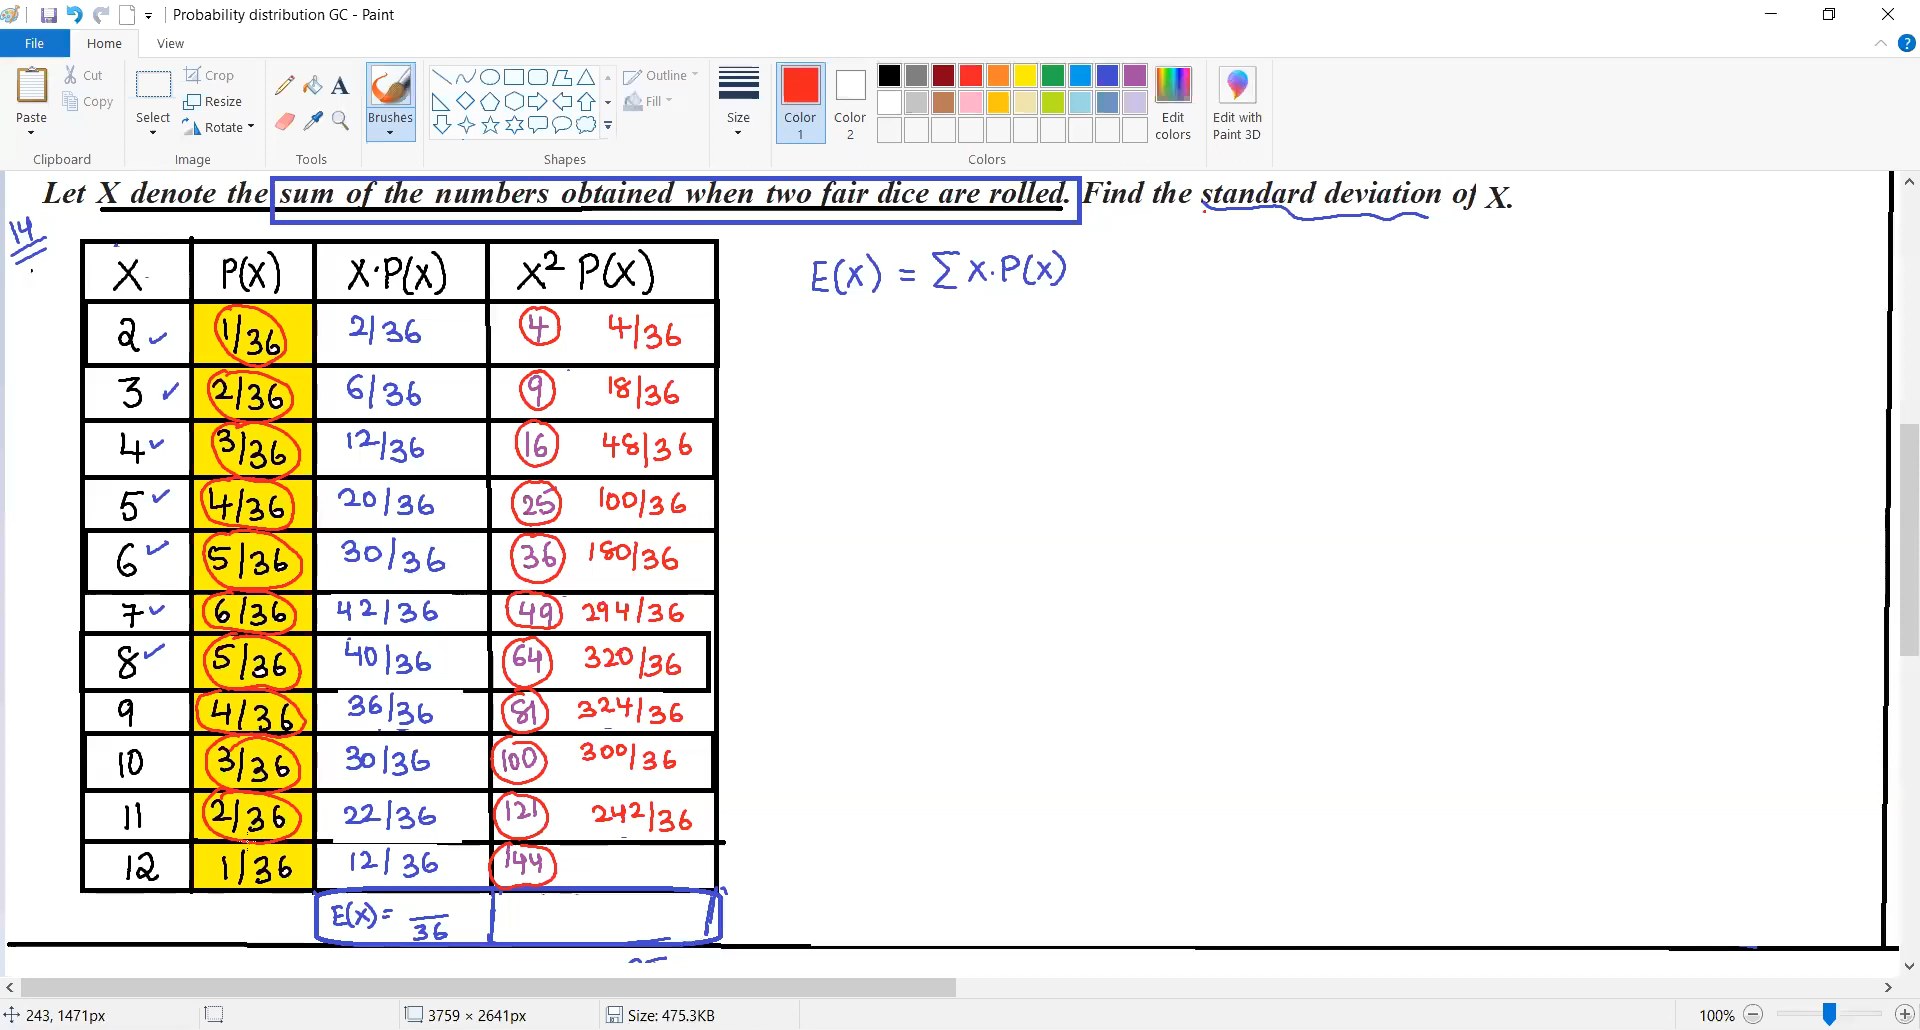 Probability distribution GC - Paint
File Home View
Cut
Copy
Paste
Clipboard
Crop
Resize
Rotate
Select
Image
Tools
Brushes
Outline
Fill
Shapes
Size
Color 1
Color 2
Colors
Edit colors
Edit with Paint 3D
Let X denote the sum of the numbers obtained when two fair dice are rolled. Find the standard deviation of X.
14
X P(X) X·P(X) X² P(X)
2 1/36 2/36 4 4/36
3 2/36 6/36 9 18/36
4 3/36 12/36 16 48/36
5 4/36 20/36 25 100/36
6 5/36 30/36 36 180/36
7 6/36 42/36 49 294/36
8 5/36 40/36 64 320/36
9 4/36 36/36 81 324/36
10 3/36 30/36 100 300/36
11 2/36 22/36 121 242/36
12 1/36 12/36 144
E(X) = /36
E(X) = ∑ X·P(X)
243, 1471px 3759 × 2641px Size: 475.3KB 100%